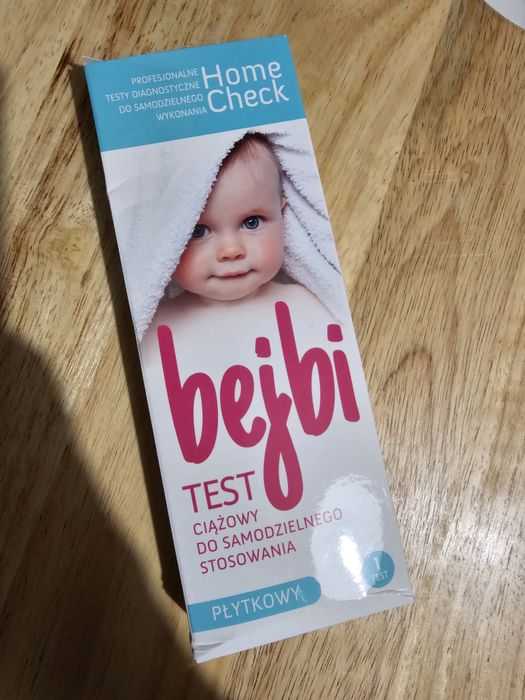 PROFESJONALNE
TESTY DIAGNOSTYCZNE
DO SAMODZIELNEGO
WYKONANIA
Home
Check
bejbi
TEST
CIĄŻOWY
DO SAMODZIELNEGO
STOSOWANIA
1
TEST
PŁYTKOWY